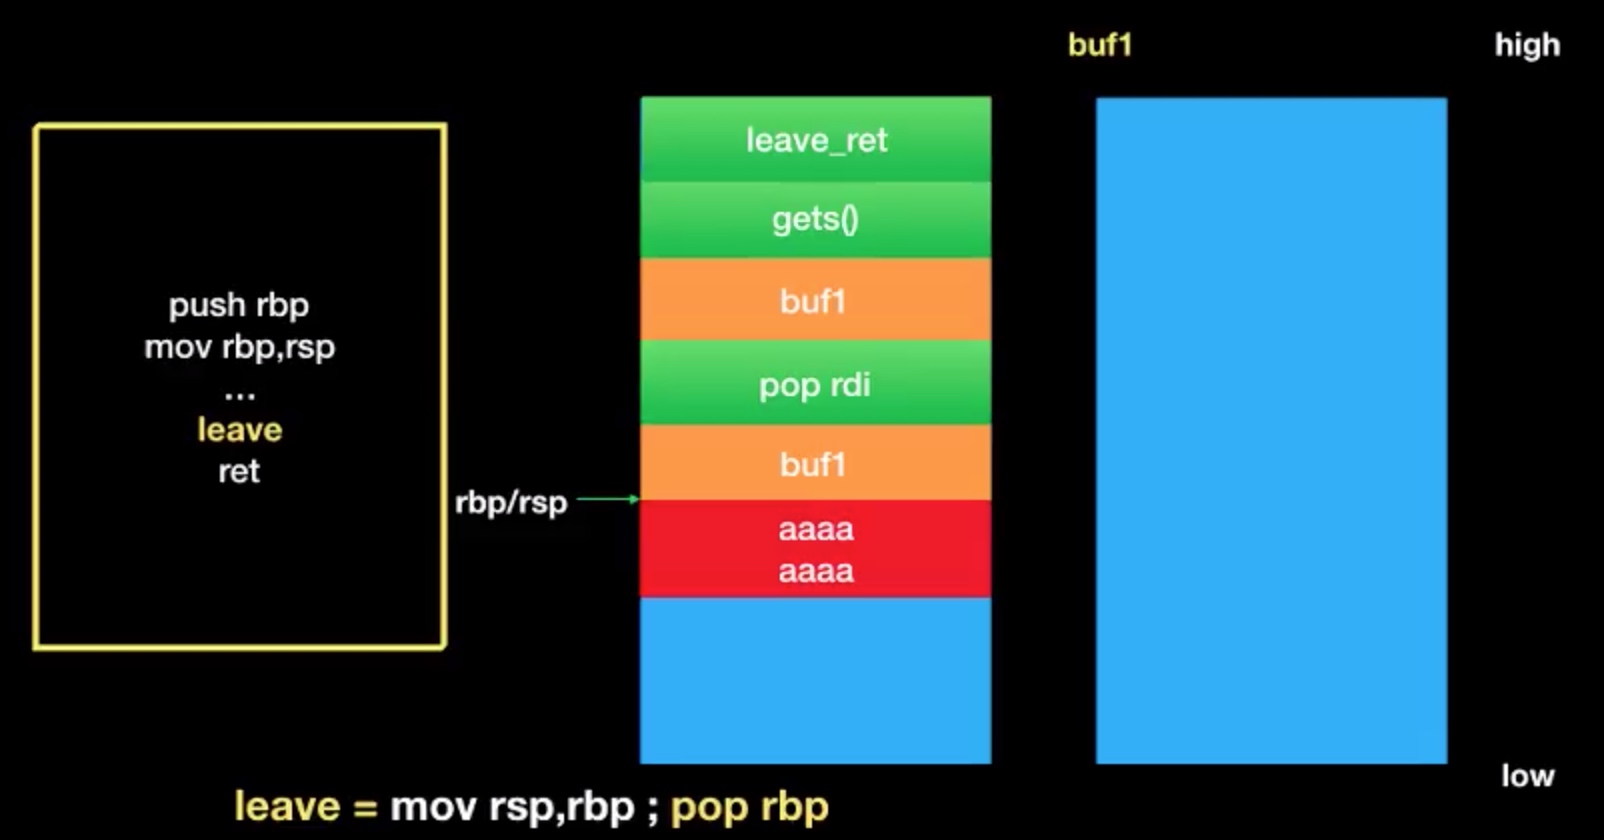 buf1
high
push rbp
mov rbp,rsp
...
leave
ret
rbp/rsp
leave_ret
gets()
buf1
pop rdi
buf1
aaaa
aaaa
low
leave = mov rsp,rbp ; pop rbp